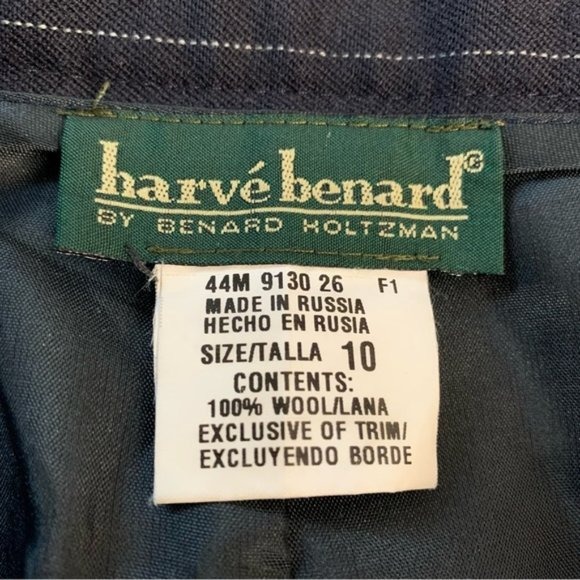 harvé benard®
BY BENARD HOLTZMAN
44M 9130 26 F1
MADE IN RUSSIA
HECHO EN RUSIA
SIZE/TALLA 10
CONTENTS:
100% WOOL/LANA
EXCLUSIVE OF TRIM/
EXCLUYENDO BORDE